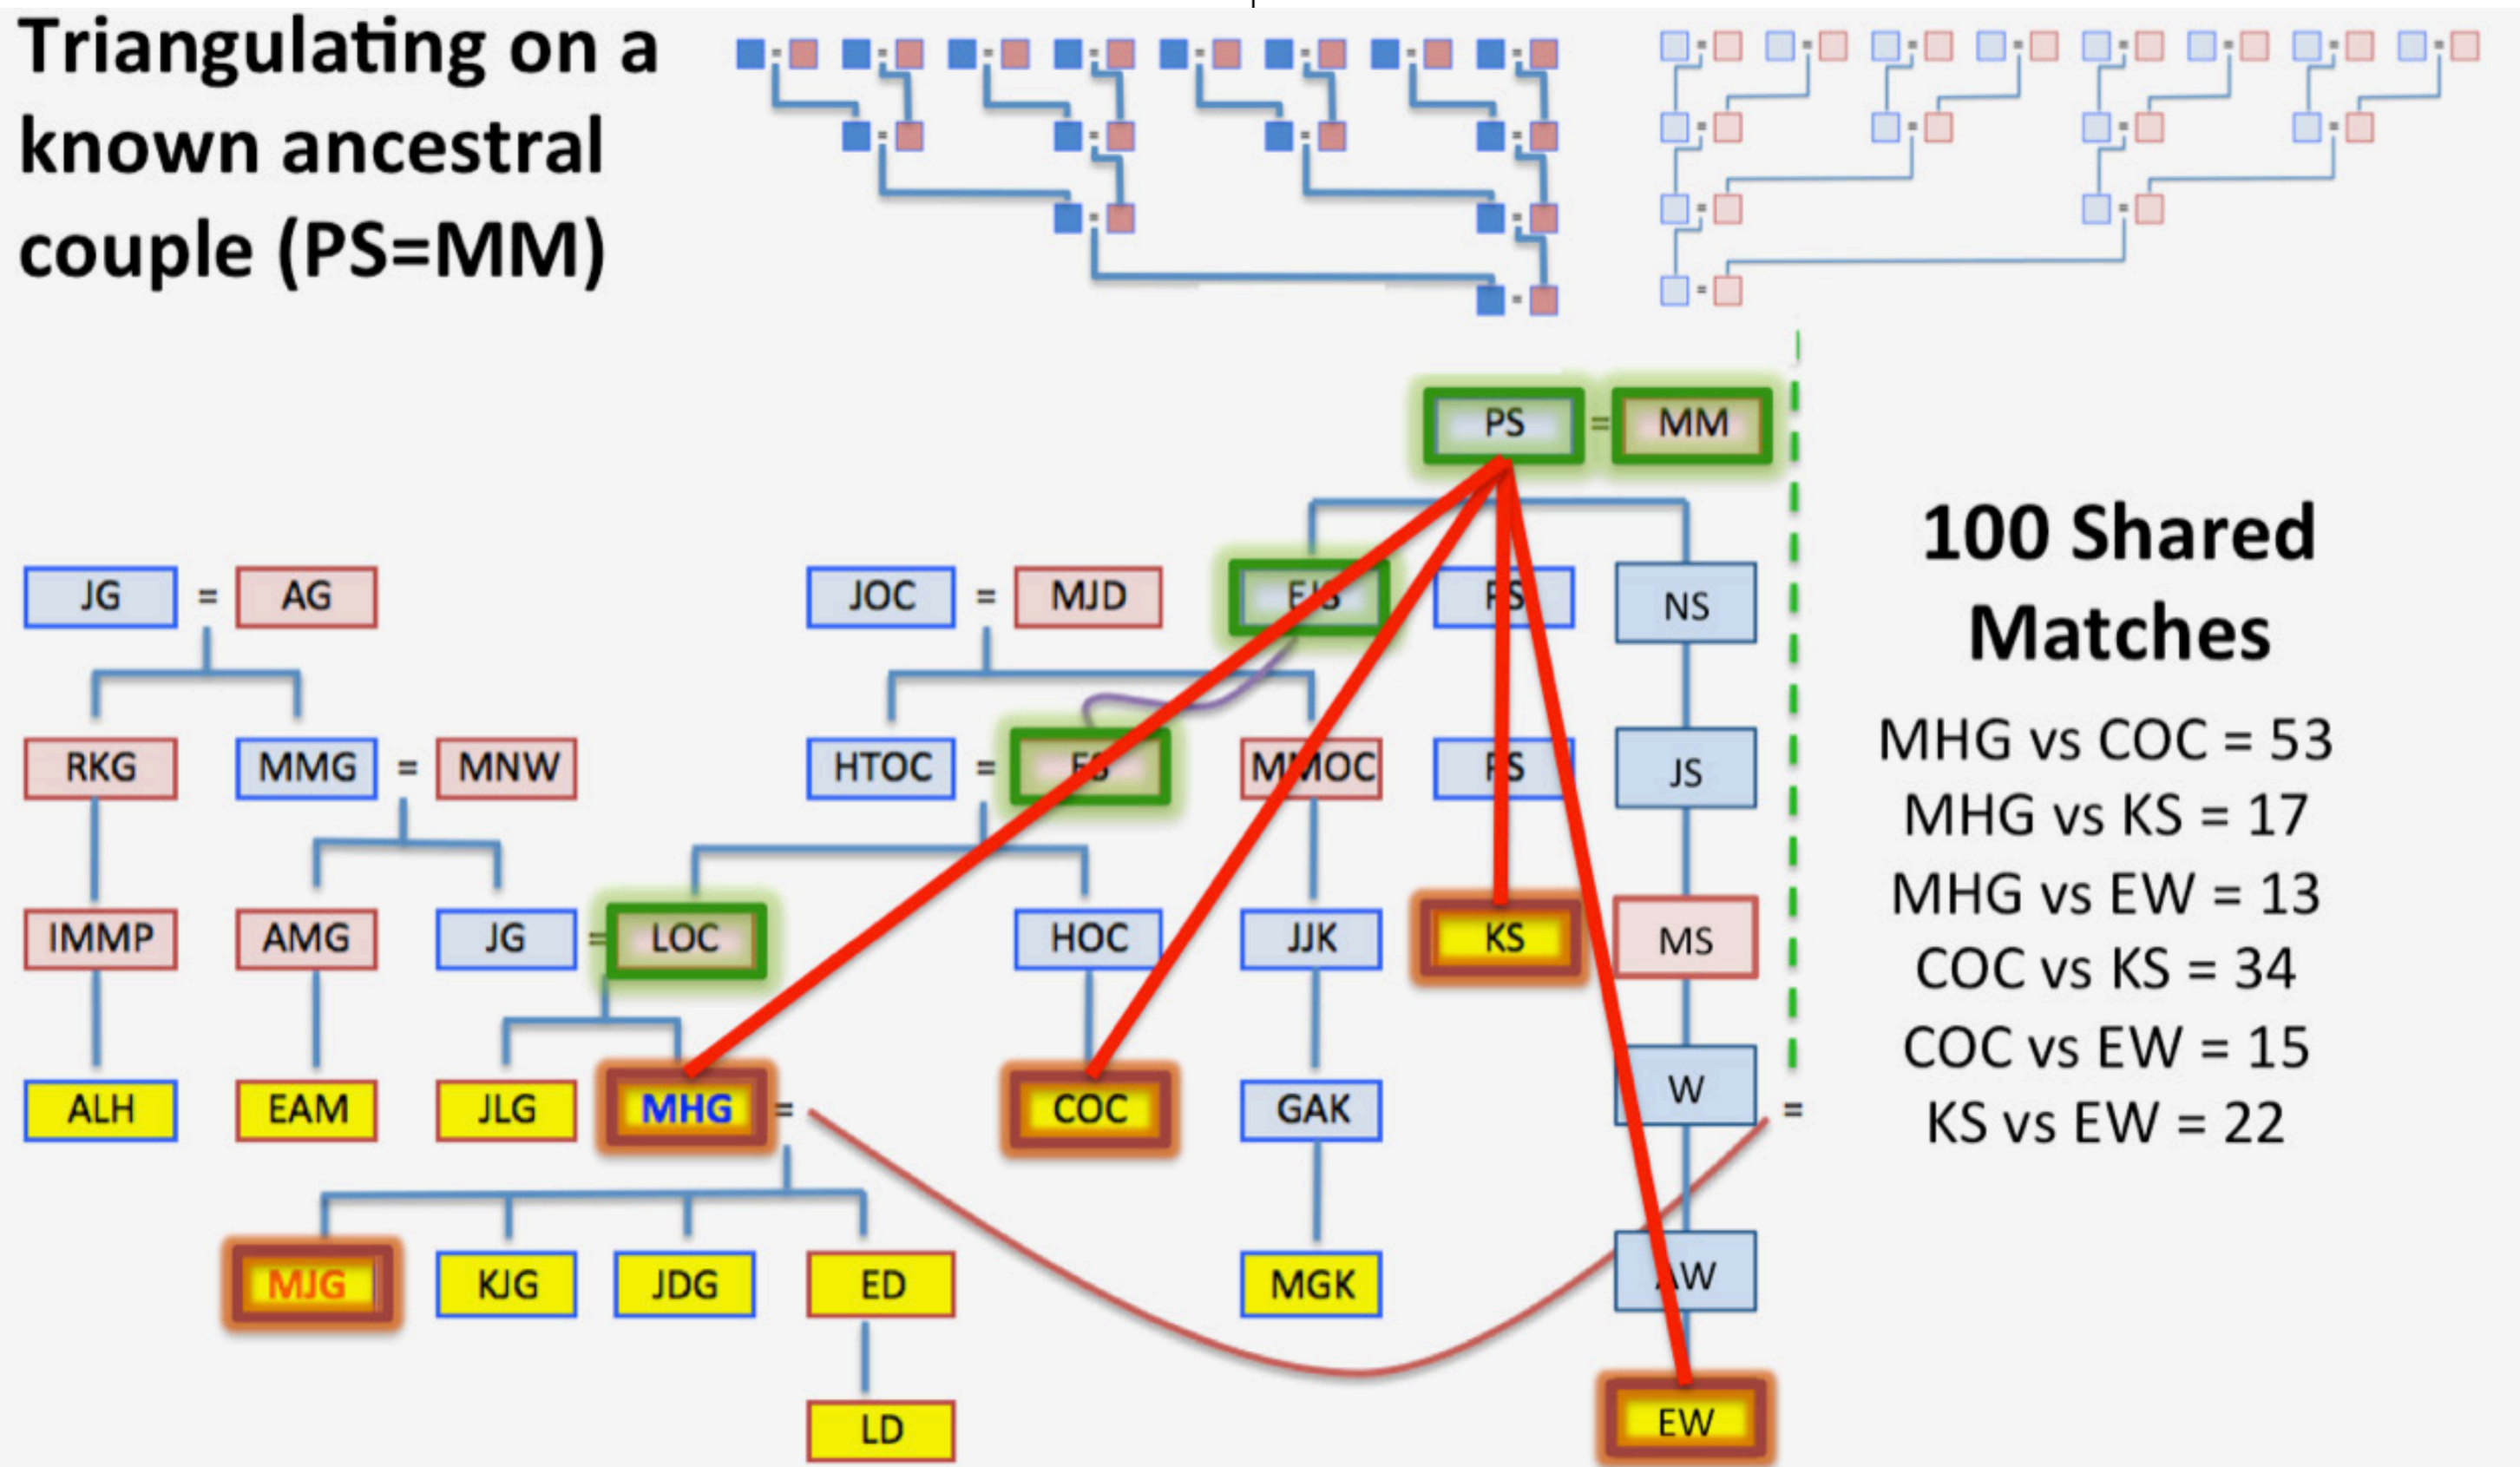 Triangulating on a
known ancestral
couple (PS=MM)
PS = MM
100 Shared
Matches
MHG vs COC = 53
MHG vs KS = 17
MHG vs EW = 13
COC vs KS = 34
COC vs EW = 15
KS vs EW = 22
JG = AG
JOC = MJD
NS
RKG
MMG = MNW
HTOC =
ES
MMOC
JS
IMMP
AMG
JG = LOC
HOC
JJK
KS
MS
ALH
EAM
JLG
MHG =
COC
GAK
W
=
MJG
KJG
JDG
ED
MGK
AW
LD
EW